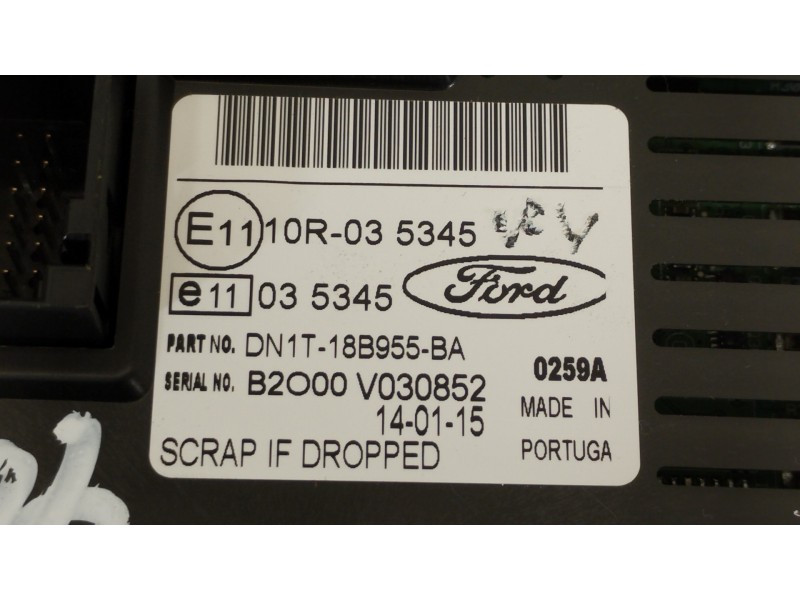 E11 10R-03 5345
e11 03 5345 Ford
PART NO. DN1T-18B955-BA
SERIAL NO. B2O00 V030852 0259A
14-01-15 MADE IN
SCRAP IF DROPPED PORTUGA